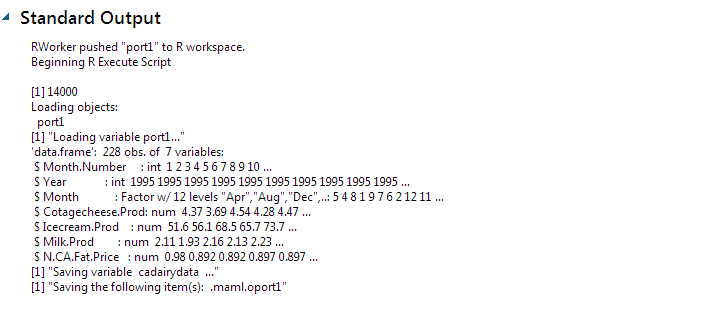 Standard Output
RWorker pushed "port1" to R workspace.
Beginning R Execute Script
[1] 14000
Loading objects:
port1
[1] "Loading variable port1..."
'data.frame': 228 obs. of 7 variables:
$ Month.Number : int 1 2 3 4 5 6 7 8 9 10 ...
$ Year : int 1995 1995 1995 1995 1995 1995 1995 1995 1995 1995 ...
$ Month : Factor w/ 12 levels "Apr","Aug","Dec",..: 5 4 8 1 9 7 6 2 12 11 ...
$ Cotagecheese.Prod: num 4.37 3.69 4.54 4.28 4.47 ...
$ Icecream.Prod : num 51.6 56.1 68.5 65.7 73.7 ...
$ Milk.Prod : num 2.11 1.93 2.16 2.13 2.23 ...
$ N.CA.Fat.Price : num 0.98 0.892 0.892 0.897 0.897 ...
[1] "Saving variable cadairydata ..."
[1] "Saving the following item(s): .maml.oport1"